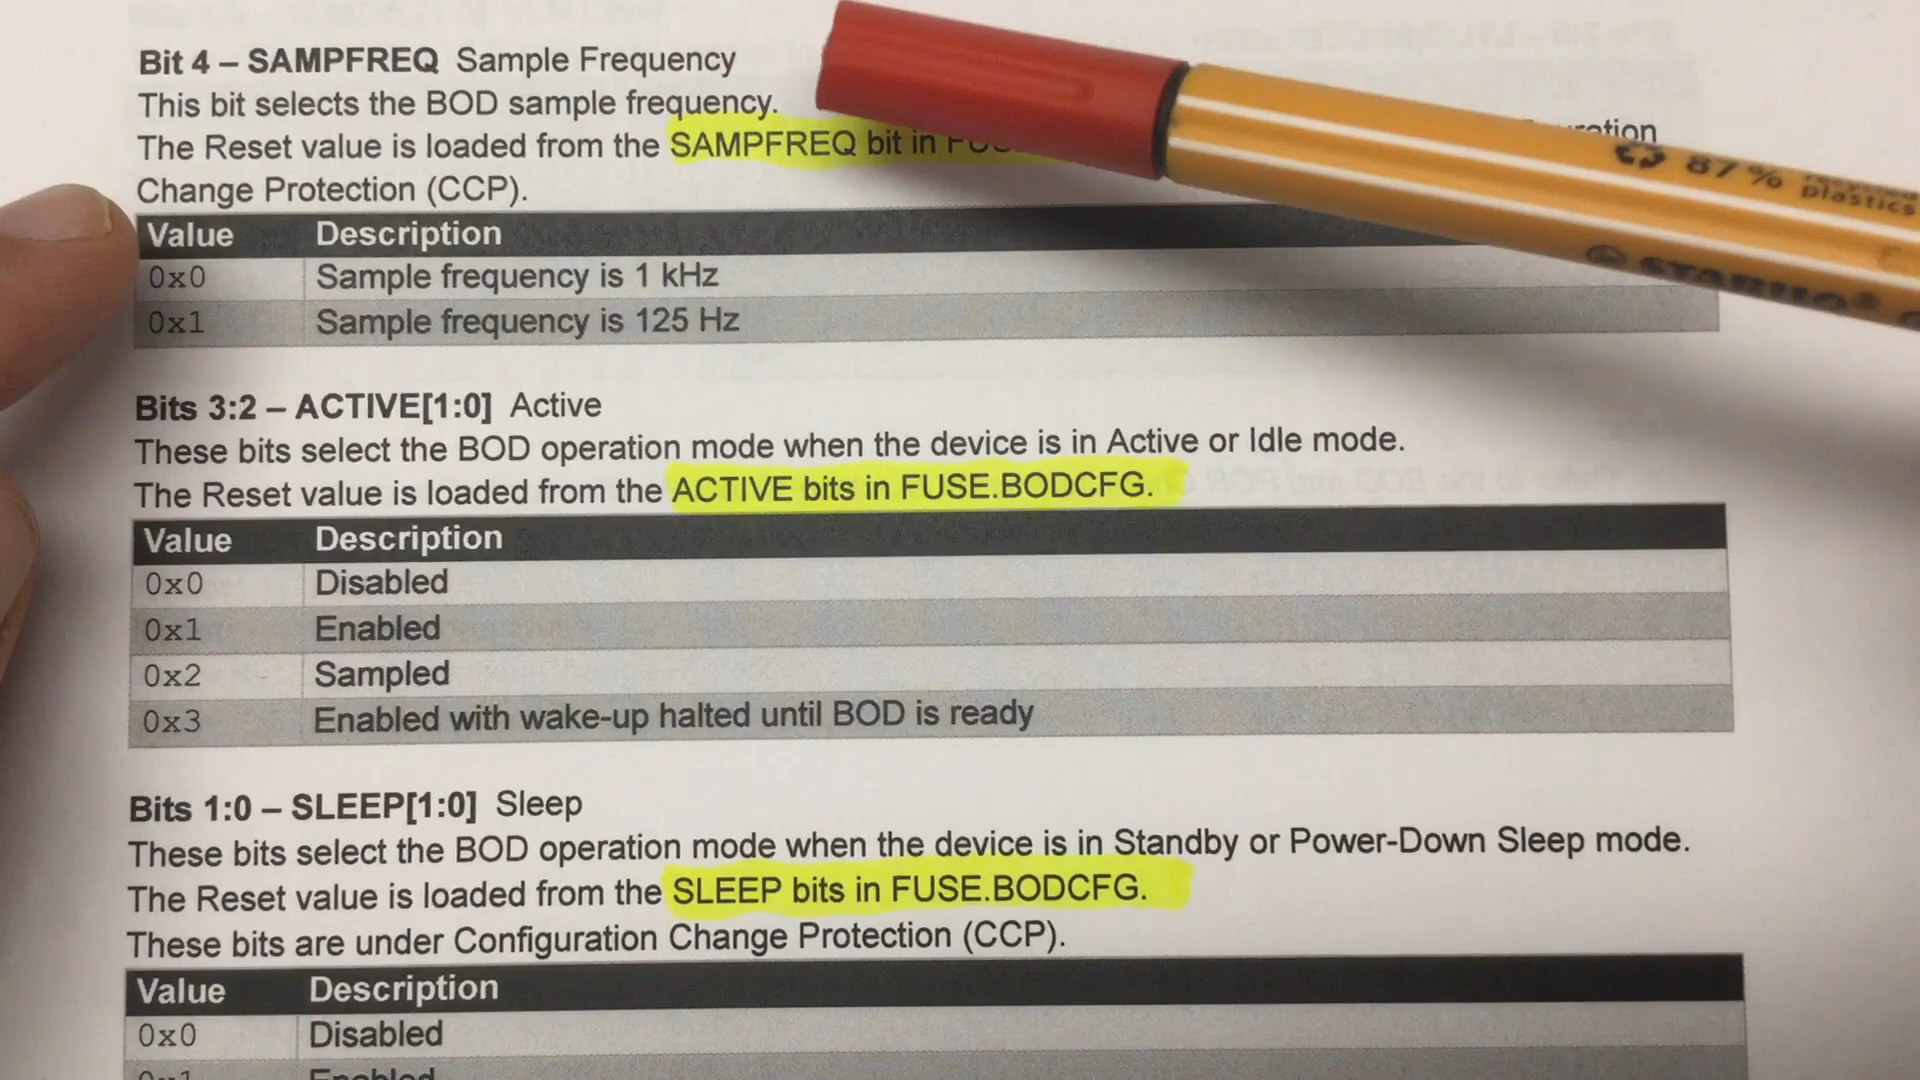 Bit 4 – SAMPFREQ Sample Frequency
This bit selects the BOD sample frequency.
The Reset value is loaded from the SAMPFREQ bit in
Change Protection (CCP).
Value Description
0x0 Sample frequency is 1 kHz
0x1 Sample frequency is 125 Hz
87% recycled
plastics
STABILO®
Bits 3:2 – ACTIVE[1:0] Active
These bits select the BOD operation mode when the device is in Active or Idle mode.
The Reset value is loaded from the ACTIVE bits in FUSE.BODCFG.
Value Description
0x0 Disabled
0x1 Enabled
0x2 Sampled
0x3 Enabled with wake-up halted until BOD is ready
Bits 1:0 – SLEEP[1:0] Sleep
These bits select the BOD operation mode when the device is in Standby or Power-Down Sleep mode.
The Reset value is loaded from the SLEEP bits in FUSE.BODCFG.
These bits are under Configuration Change Protection (CCP).
Value Description
0x0 Disabled
0x1 Enabled